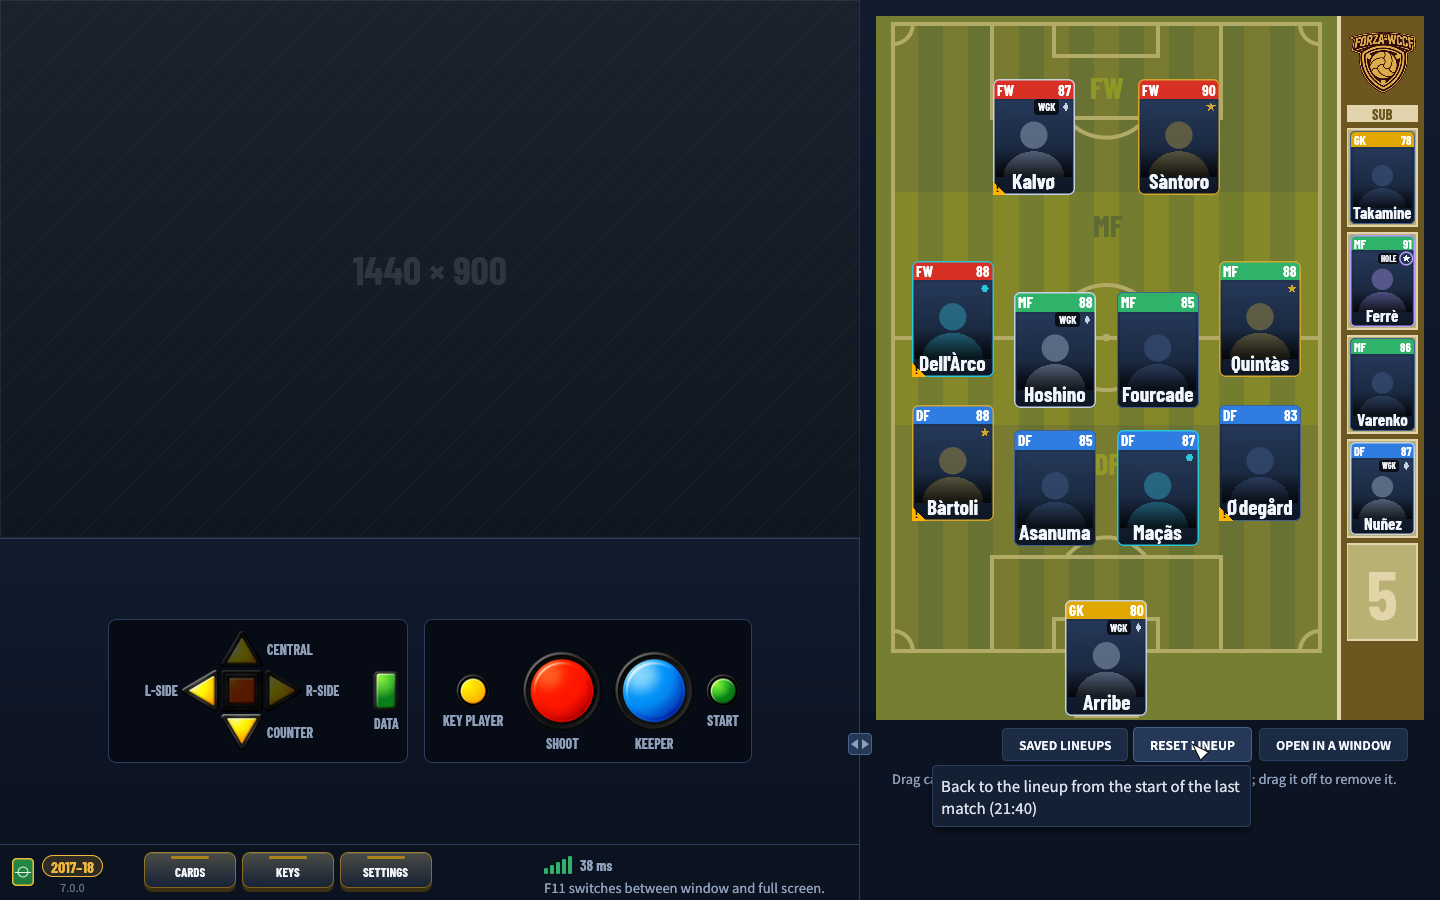 1440 × 900
FORZA-WCCF
FW
MF
DF
FW 87
WGK
Kalvø
FW 90
Sàntoro
FW 88
Dell'Àrco
MF 88
WGK
Hoshino
MF 85
Fourcade
MF 88
Quintàs
DF 88
Bàrtoli
DF 85
Asanuma
DF 87
Maçãs
DF 83
Ødegård
GK 80
WGK
Arribe
SUB
GK 78
Takamine
MF 91
HOLE
Ferrè
MF 86
Varenko
DF 87
WGK
Nuñez
5
CENTRAL
L-SIDE
R-SIDE
COUNTER
DATA
KEY PLAYER
SHOOT
KEEPER
START
SAVED LINEUPS
RESET LINEUP
OPEN IN A WINDOW
Drag ; drag it off to remove it.
Back to the lineup from the start of the last
match (21:40)
2017-18
7.0.0
CARDS
KEYS
SETTINGS
38 ms
F11 switches between window and full screen.